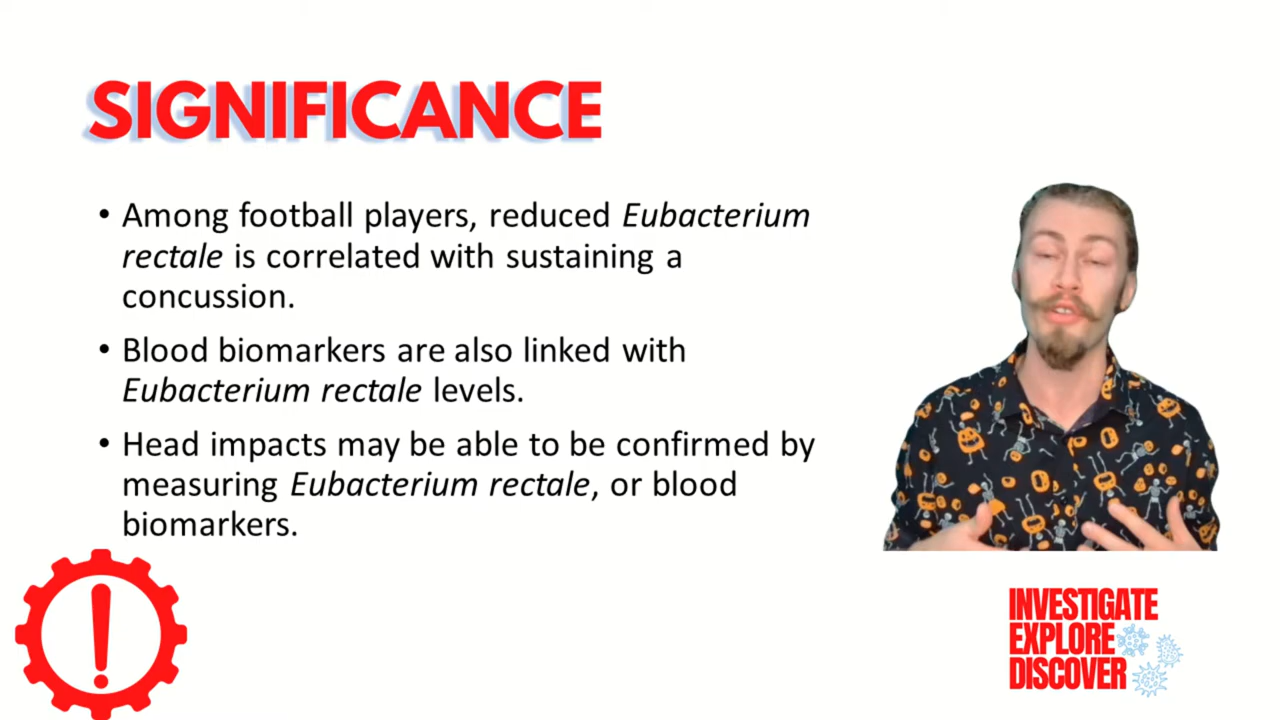 SIGNIFICANCE
• Among football players, reduced Eubacterium
rectale is correlated with sustaining a
concussion.
• Blood biomarkers are also linked with
Eubacterium rectale levels.
• Head impacts may be able to be confirmed by
measuring Eubacterium rectale, or blood
biomarkers.
!
INVESTIGATE
EXPLORE
DISCOVER